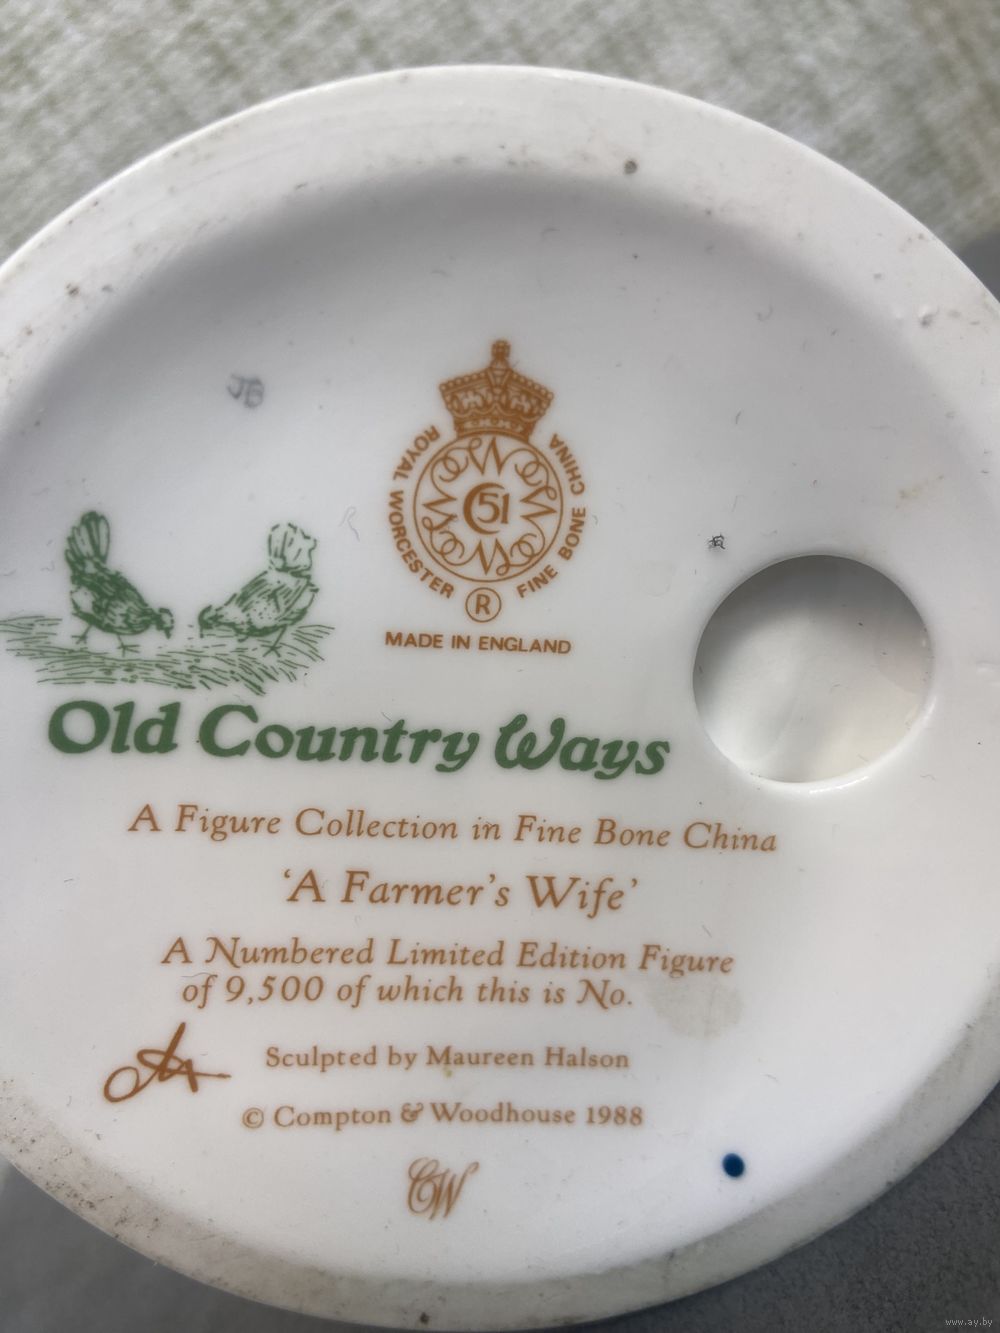 JB
ROYAL WORCESTER FINE BONE CHINA
51
®
MADE IN ENGLAND
Old Country Ways
A Figure Collection in Fine Bone China
‘A Farmer’s Wife’
A Numbered Limited Edition Figure
of 9,500 of which this is No.
Sculpted by Maureen Halson
© Compton & Woodhouse 1988
CW
www.ay.by